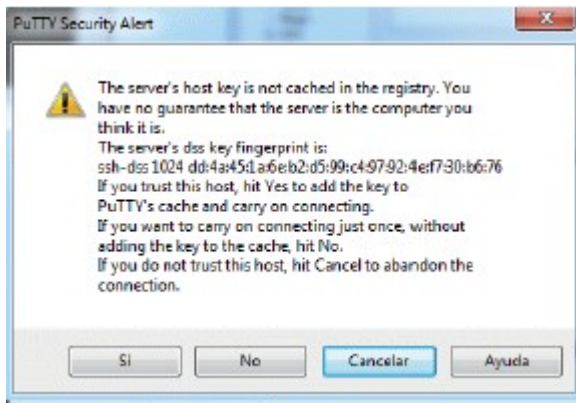 PuTTY Security Alert
The server's host key is not cached in the registry. You
have no guarantee that the server is the computer you
think it is.
The server's dss key fingerprint is:
ssh-dss 1024 dd:4a:45:1a:6e:b2:d5:99:c4:97:92:4e:f7:30:b6:76
If you trust this host, hit Yes to add the key to
PuTTY's cache and carry on connecting.
If you want to carry on connecting just once, without
adding the key to the cache, hit No.
If you do not trust this host, hit Cancel to abandon the
connection.
Sí No Cancelar Ayuda